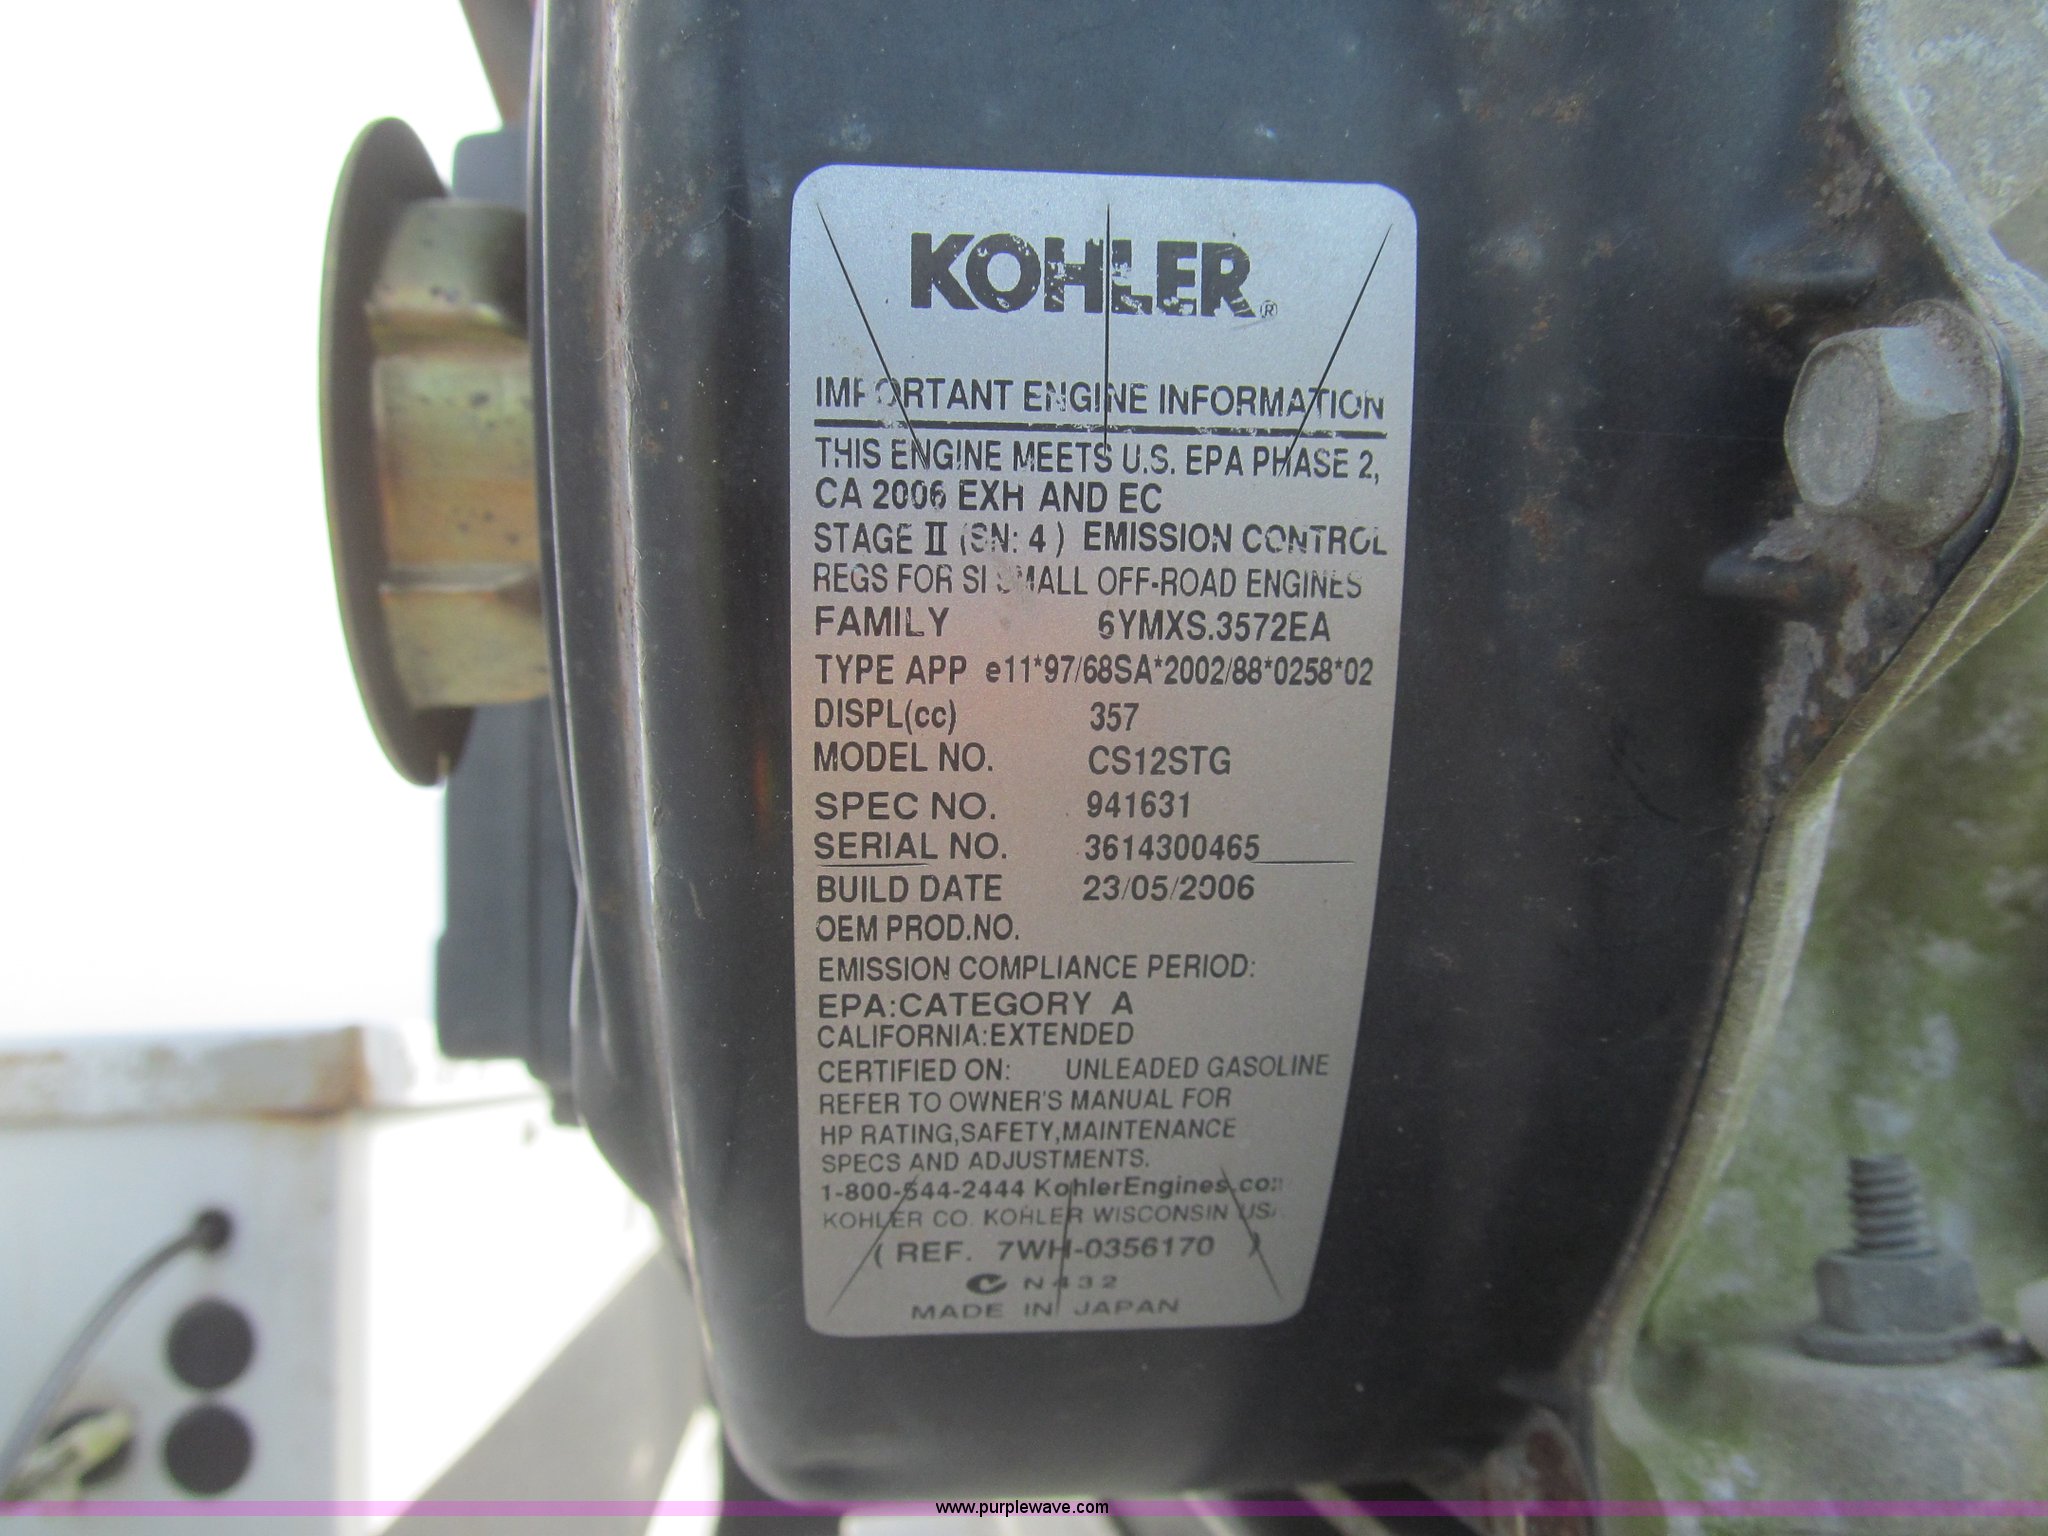 KOHLER®
IMPORTANT ENGINE INFORMATION
THIS ENGINE MEETS U.S. EPA PHASE 2,
CA 2006 EXH AND EC
STAGE II (SN: 4 ) EMISSION CONTROL
REGS FOR SI SMALL OFF-ROAD ENGINES
FAMILY 6YMXS.3572EA
TYPE APP e11*97/68SA*2002/88*0258*02
DISPL(cc) 357
MODEL NO. CS12STG
SPEC NO. 941631
SERIAL NO. 3614300465
BUILD DATE 23/05/2006
OEM PROD.NO.
EMISSION COMPLIANCE PERIOD:
EPA:CATEGORY A
CALIFORNIA:EXTENDED
CERTIFIED ON: UNLEADED GASOLINE
REFER TO OWNER'S MANUAL FOR
HP RATING,SAFETY,MAINTENANCE
SPECS AND ADJUSTMENTS.
1-800-544-2444 KohlerEngines.com
KOHLER CO. KOHLER WISCONSIN USA
( REF. 7WH-0356170 )
N432
MADE IN JAPAN
www.purplewave.com